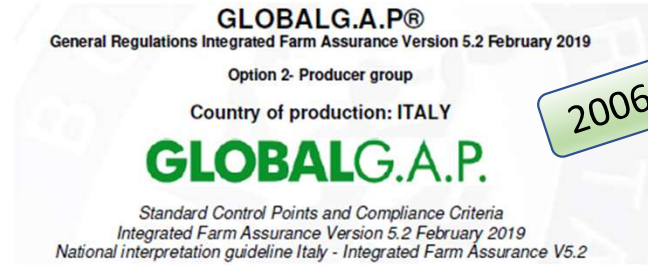 GLOBALG.A.P®
General Regulations Integrated Farm Assurance Version 5.2 February 2019
Option 2- Producer group
Country of production: ITALY
2006
GLOBALG.A.P.
Standard Control Points and Compliance Criteria
Integrated Farm Assurance Version 5.2 February 2019
National interpretation guideline Italy - Integrated Farm Assurance V5.2